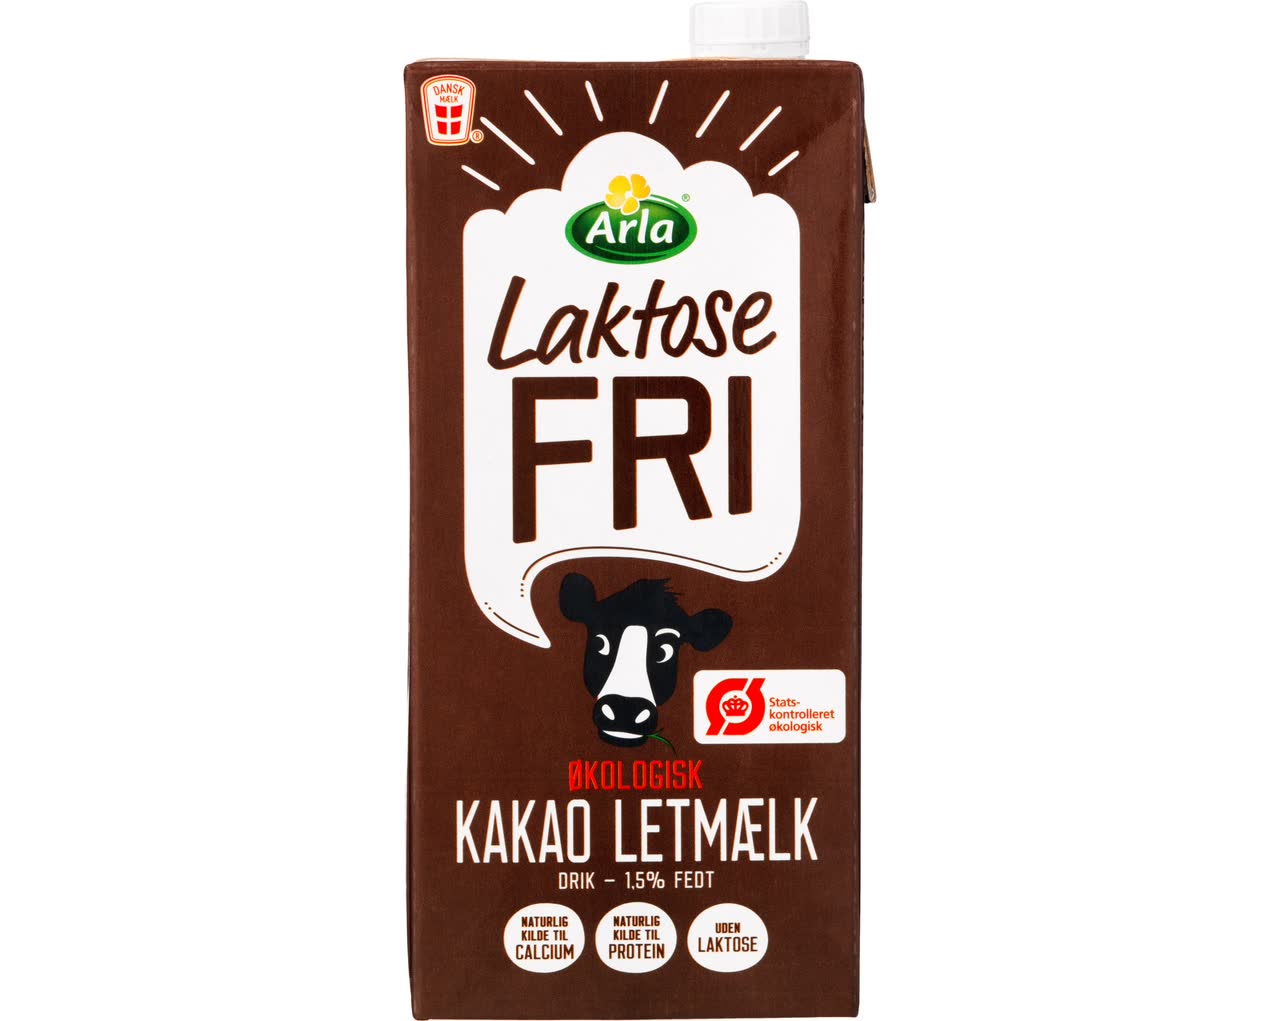 DANSK
MÆLK
®
Arla®
Laktose
FRI
Stats-
kontrolleret
økologisk
ØKOLOGISK
KAKAO LETMÆLK
DRIK – 1,5% FEDT
NATURLIG
KILDE TIL
CALCIUM
NATURLIG
KILDE TIL
PROTEIN
UDEN
LAKTOSE